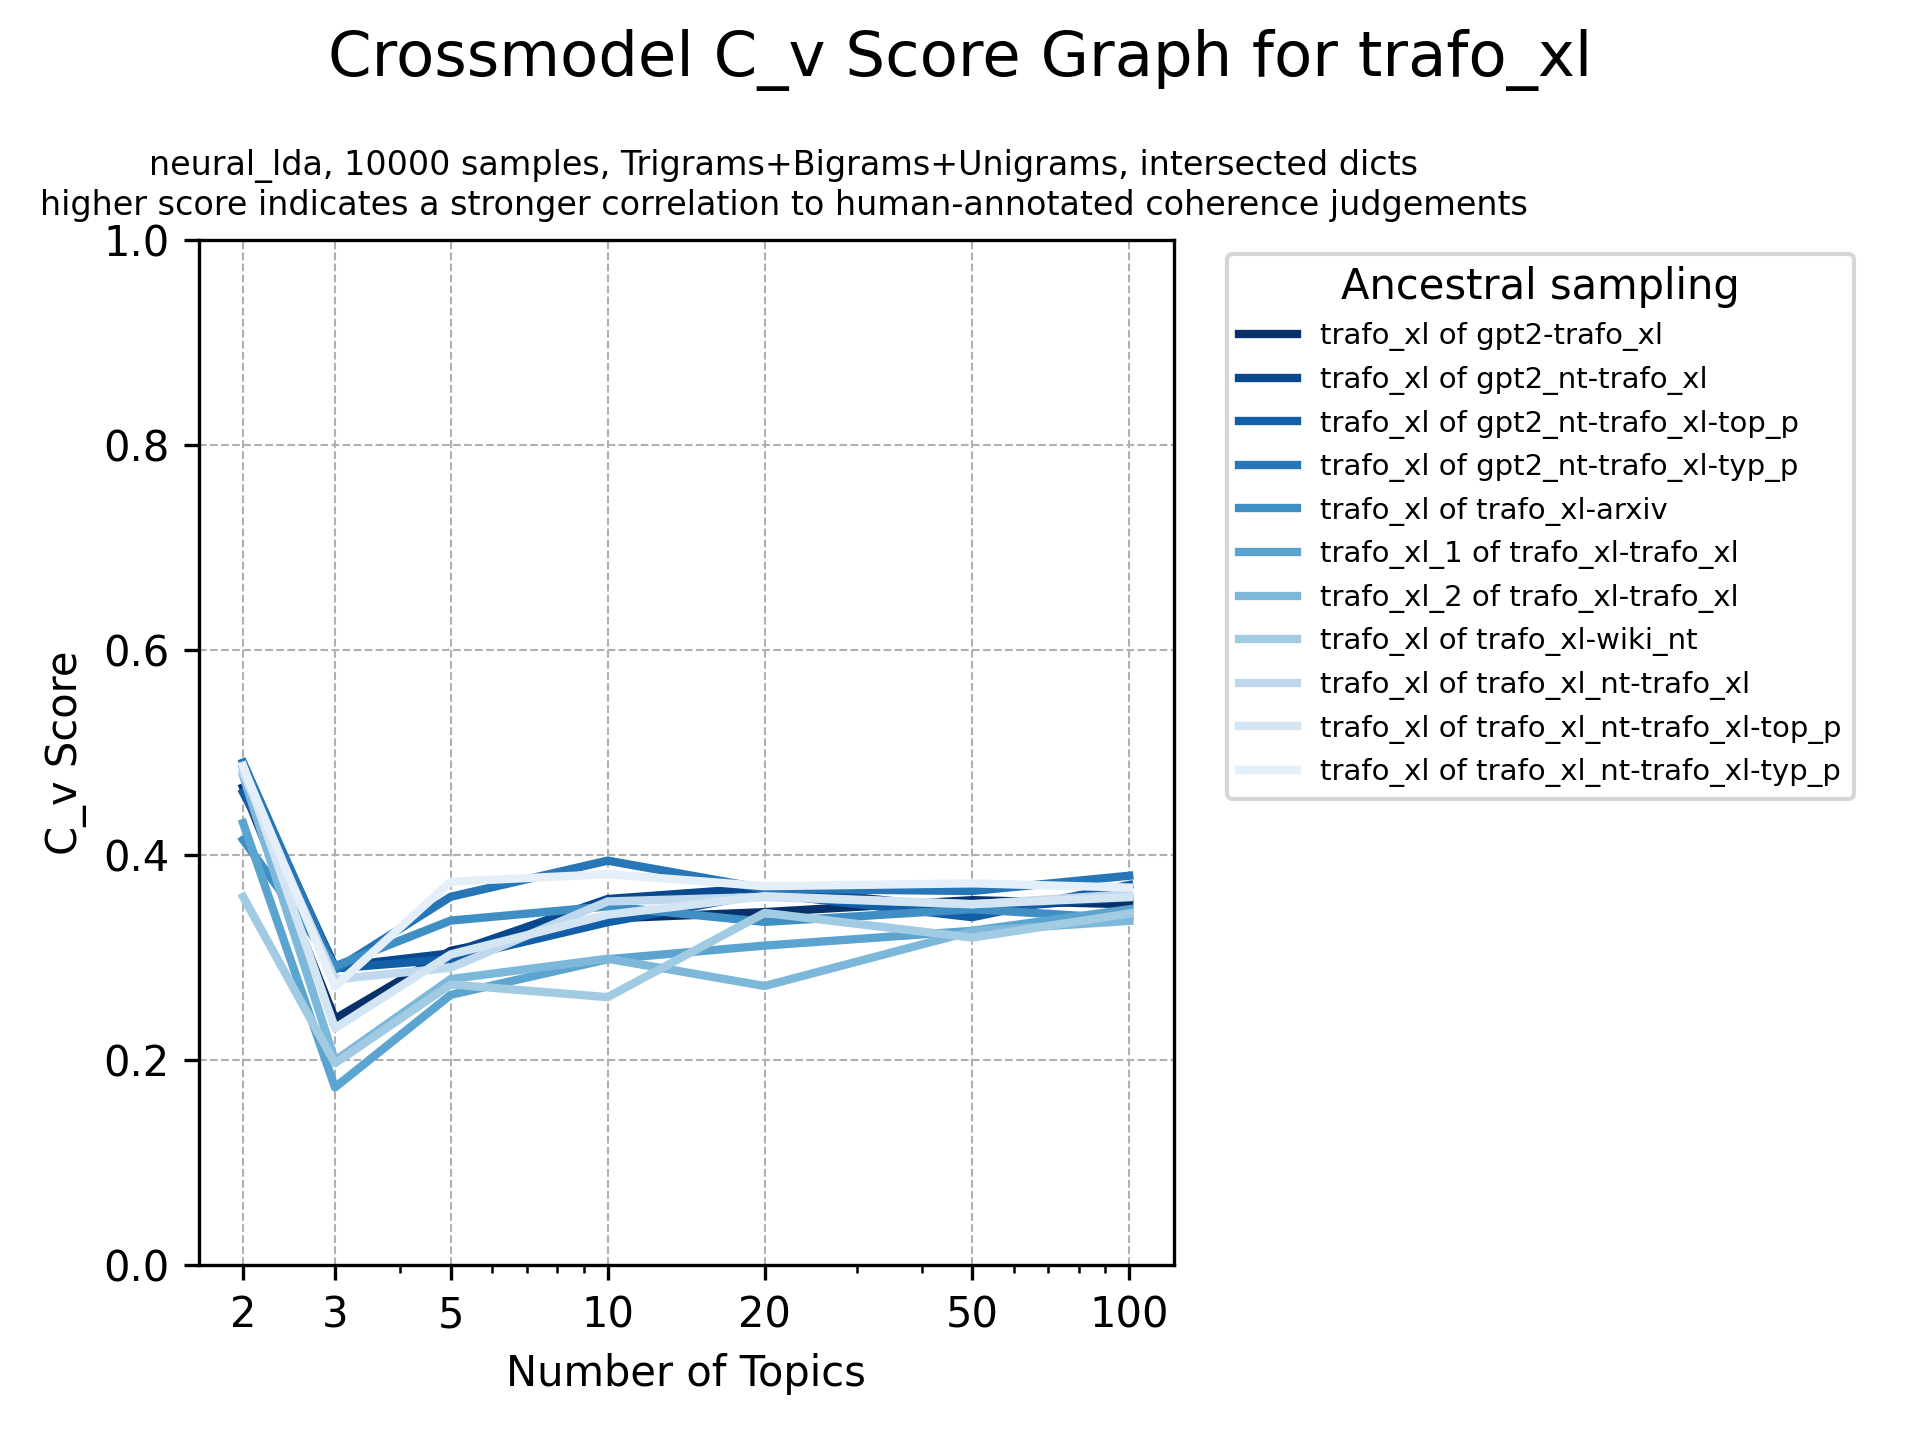 Crossmodel C_v Score Graph for trafo_xl
neural_lda, 10000 samples, Trigrams+Bigrams+Unigrams, intersected dicts
higher score indicates a stronger correlation to human-annotated coherence judgements
1.0
0.8
0.6
0.4
0.2
0.0
C_v Score
2 3 5 10 20 50 100
Number of Topics
Ancestral sampling
trafo_xl of gpt2-trafo_xl
trafo_xl of gpt2_nt-trafo_xl
trafo_xl of gpt2_nt-trafo_xl-top_p
trafo_xl of gpt2_nt-trafo_xl-typ_p
trafo_xl of trafo_xl-arxiv
trafo_xl_1 of trafo_xl-trafo_xl
trafo_xl_2 of trafo_xl-trafo_xl
trafo_xl of trafo_xl-wiki_nt
trafo_xl of trafo_xl_nt-trafo_xl
trafo_xl of trafo_xl_nt-trafo_xl-top_p
trafo_xl of trafo_xl_nt-trafo_xl-typ_p